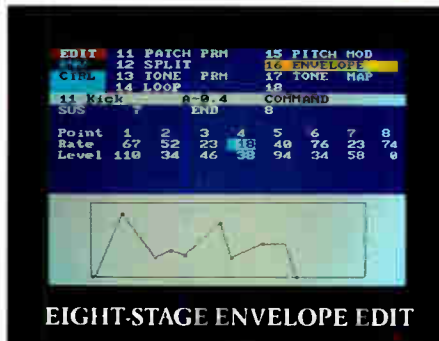 EDIT 11 PATCH PRM 15 PITCH MOD
12 SPLIT 16 ENVELOPE
CTRL 13 TONE PRM 17 TONE MAP
14 LOOP 18
11 Kick A-0.4 COMMAND
SUS 7 END 8
Point 1 2 3 4 5 6 7 8
Rate 67 52 23 18 40 76 23 74
Level 110 34 46 38 94 34 58 0
EIGHT-STAGE ENVELOPE EDIT